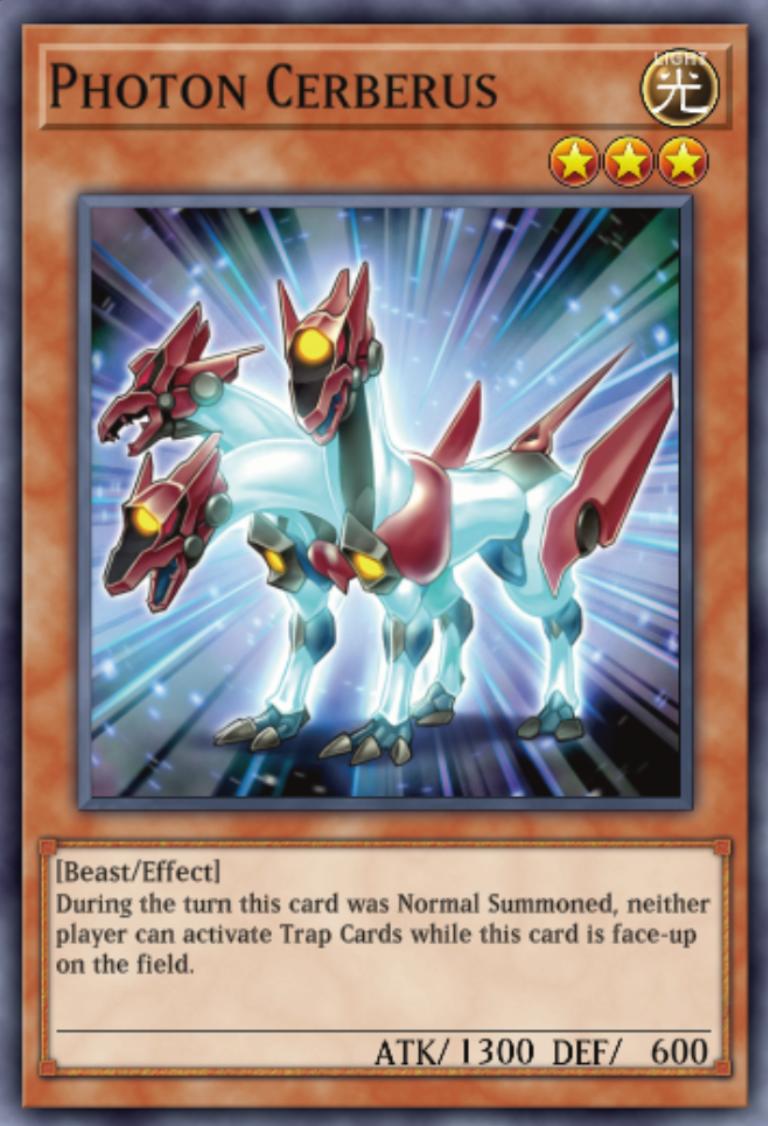 PHOTON CERBERUS
LIGHT
光
[Beast/Effect]
During the turn this card was Normal Summoned, neither
player can activate Trap Cards while this card is face-up
on the field.
ATK/ 1300 DEF/ 600